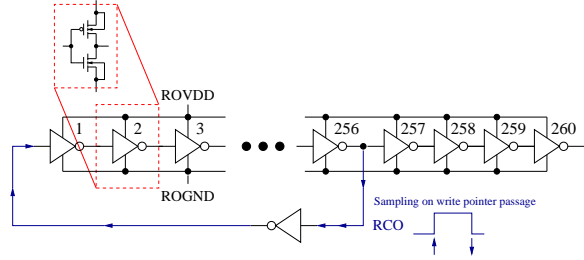 ROVDD
1
2
3
256
257
258
259
260
ROGND
Sampling on write pointer passage
RCO